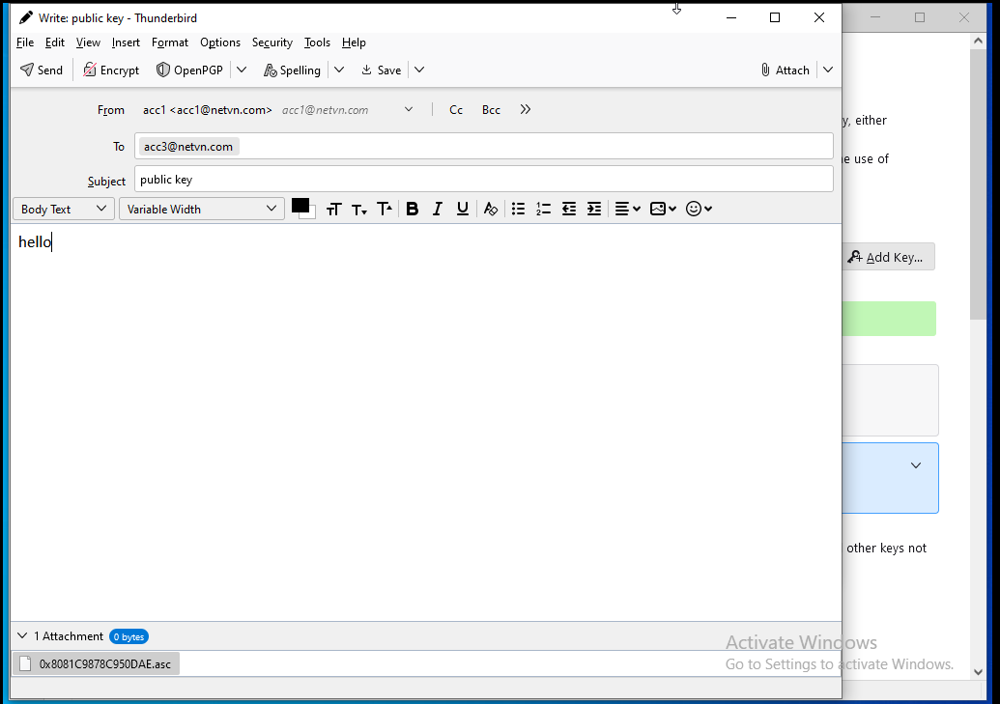 Write: public key - Thunderbird
File Edit View Insert Format Options Security Tools Help
Send Encrypt OpenPGP Spelling Save Attach
From acc1 <acc1@netvn.com> acc1@netvn.com Cc Bcc
To acc3@netvn.com
Subject public key
Body Text Variable Width
hello
1 Attachment 0 bytes
0x8081C9878C950DAE.asc
y, either
e use of
Add Key...
other keys not
Activate Windows
Go to Settings to activate Windows.